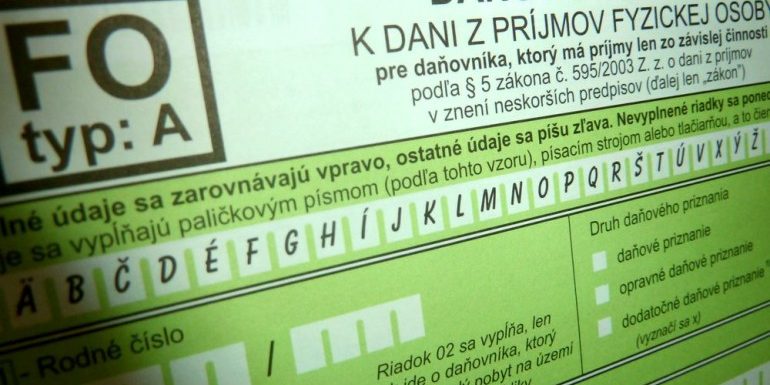 FO
typ: A
K DANI Z PRÍJMOV FYZICKEJ OSOBY
pre daňovníka, ktorý má príjmy len zo závislej činnosti
podľa § 5 zákona č. 595/2003 Z. z. o dani z príjmov
v znení neskorších predpisov (ďalej len „zákon")
údaje sa zarovnávajú vpravo, ostatné údaje sa píšu zľava. Nevyplnené riadky sa
sa vypĺňajú paličkovým písmom (podľa tohto vzoru), písacím strojom alebo tlačiarňou, a to
Ä B Č D É F G H Í J K L M N O P Q R Š T Ú V X Ý Ž
- Rodné číslo
/
Riadok 02 sa vypĺňa, len
o daňovníka, ktorý
pobyt na území
Druh daňového priznania
daňové priznanie
opravné daňové priznanie
dodatočné daňové priznanie
(vyznačí sa x)